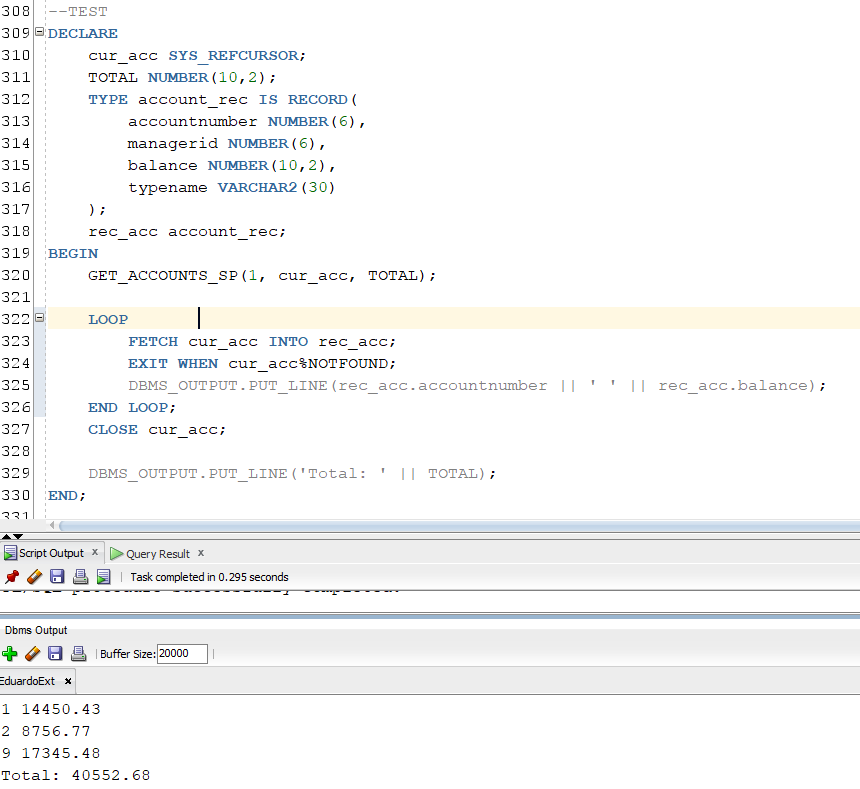 308 --TEST
309 DECLARE
310     cur_acc SYS_REFCURSOR;
311     TOTAL NUMBER(10,2);
312     TYPE account_rec IS RECORD(
313         accountnumber NUMBER(6),
314         managerid NUMBER(6),
315         balance NUMBER(10,2),
316         typename VARCHAR2(30)
317     );
318     rec_acc account_rec;
319 BEGIN
320     GET_ACCOUNTS_SP(1, cur_acc, TOTAL);
321
322     LOOP
323         FETCH cur_acc INTO rec_acc;
324         EXIT WHEN cur_acc%NOTFOUND;
325         DBMS_OUTPUT.PUT_LINE(rec_acc.accountnumber || ' ' || rec_acc.balance);
326     END LOOP;
327     CLOSE cur_acc;
328
329     DBMS_OUTPUT.PUT_LINE('Total: ' || TOTAL);
330 END;
331
Script Output x Query Result x
Task completed in 0.295 seconds
Dbms Output
Buffer Size: 20000
EduardoExt x
1 14450.43
2 8756.77
9 17345.48
Total: 40552.68